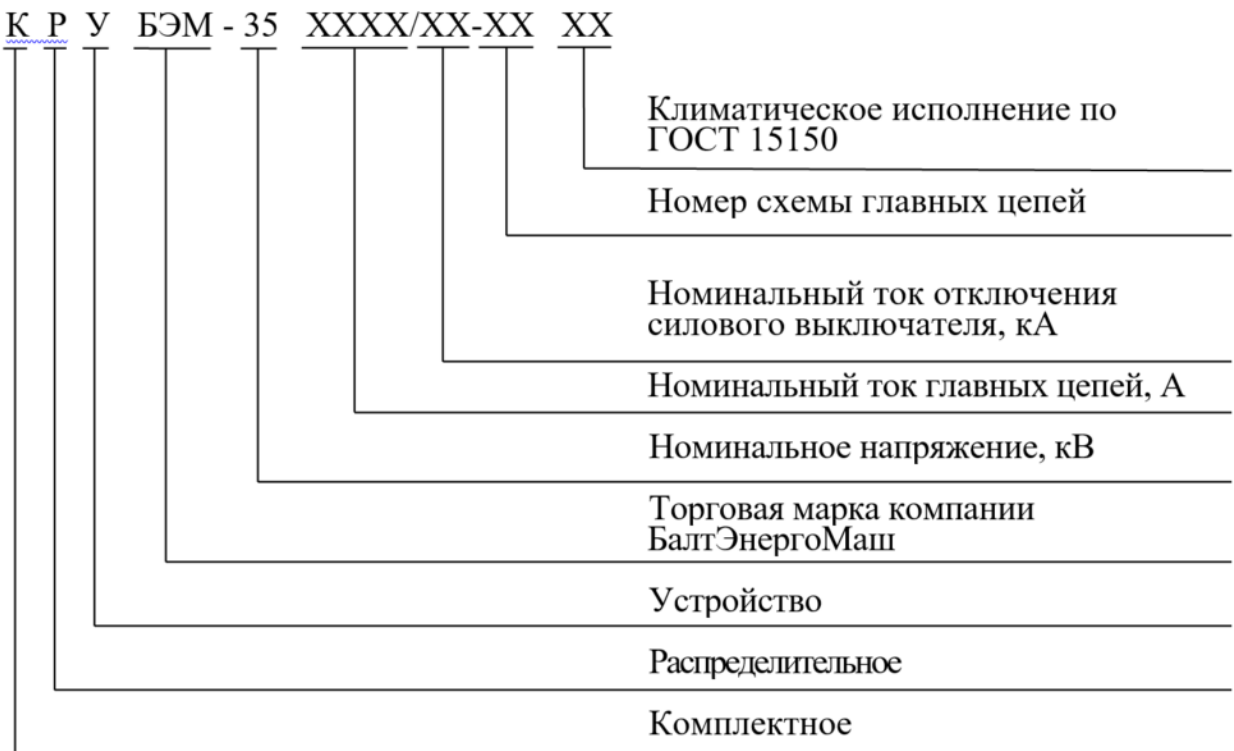 К Р У БЭМ - 35 ХХХХ/ХХ-ХХ ХХ
Климатическое исполнение по
ГОСТ 15150
Номер схемы главных цепей
Номинальный ток отключения
силового выключателя, кА
Номинальный ток главных цепей, А
Номинальное напряжение, кВ
Торговая марка компании
БалтЭнергоМаш
Устройство
Распределительное
Комплектное